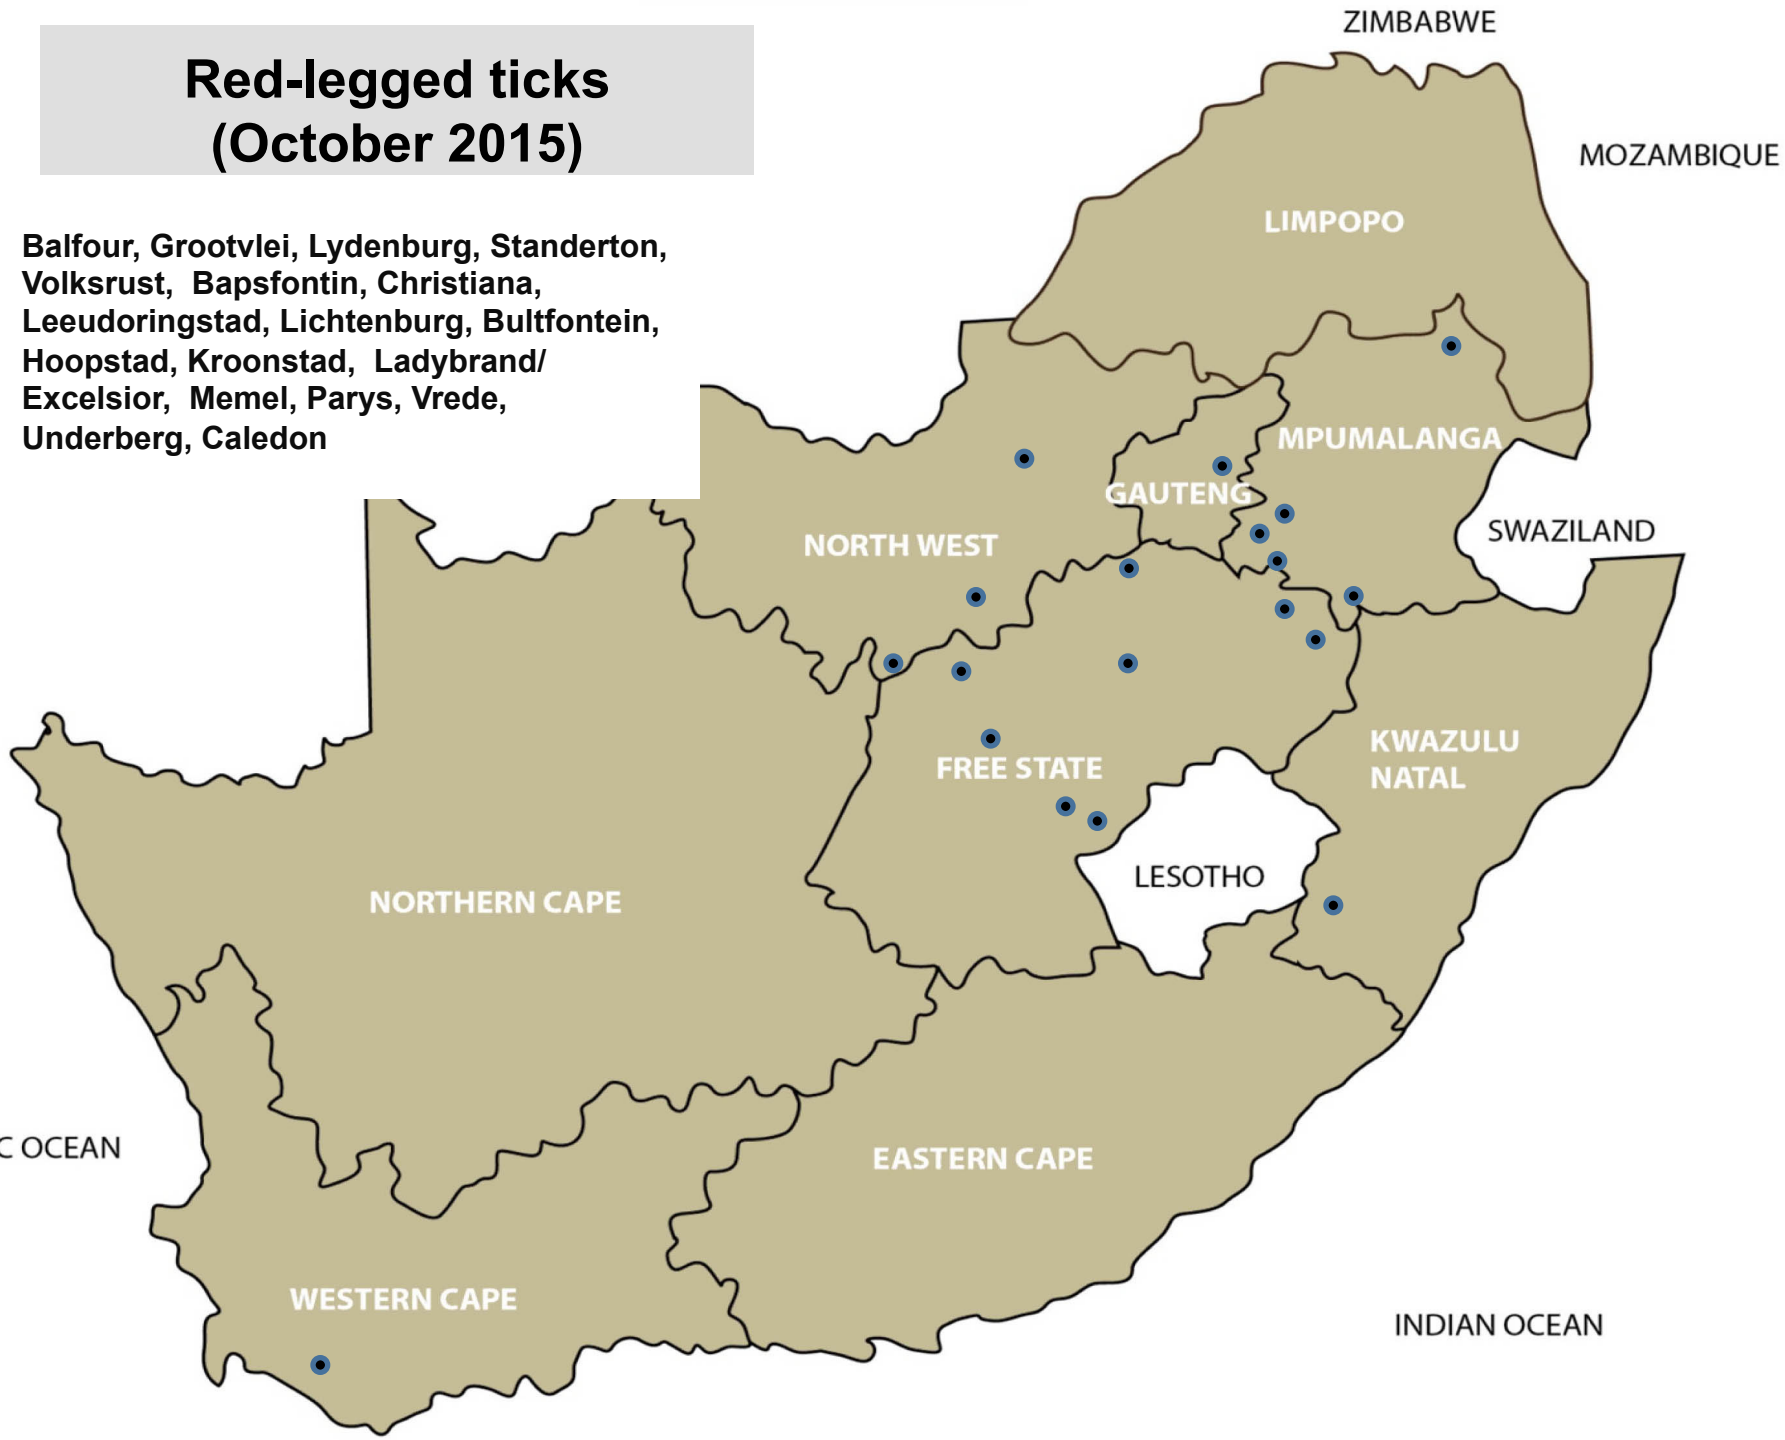 Red-legged ticks
(October 2015)
Balfour, Grootvlei, Lydenburg, Standerton,
Volksrust, Bapsfontin, Christiana,
Leeudoringstad, Lichtenburg, Bultfontein,
Hoopstad, Kroonstad, Ladybrand/
Excelsior, Memel, Parys, Vrede,
Underberg, Caledon
ZIMBABWE
MOZAMBIQUE
LIMPOPO
MPUMALANGA
GAUTENG
SWAZILAND
NORTH WEST
KWAZULU
NATAL
FREE STATE
LESOTHO
NORTHERN CAPE
C OCEAN
EASTERN CAPE
WESTERN CAPE
INDIAN OCEAN